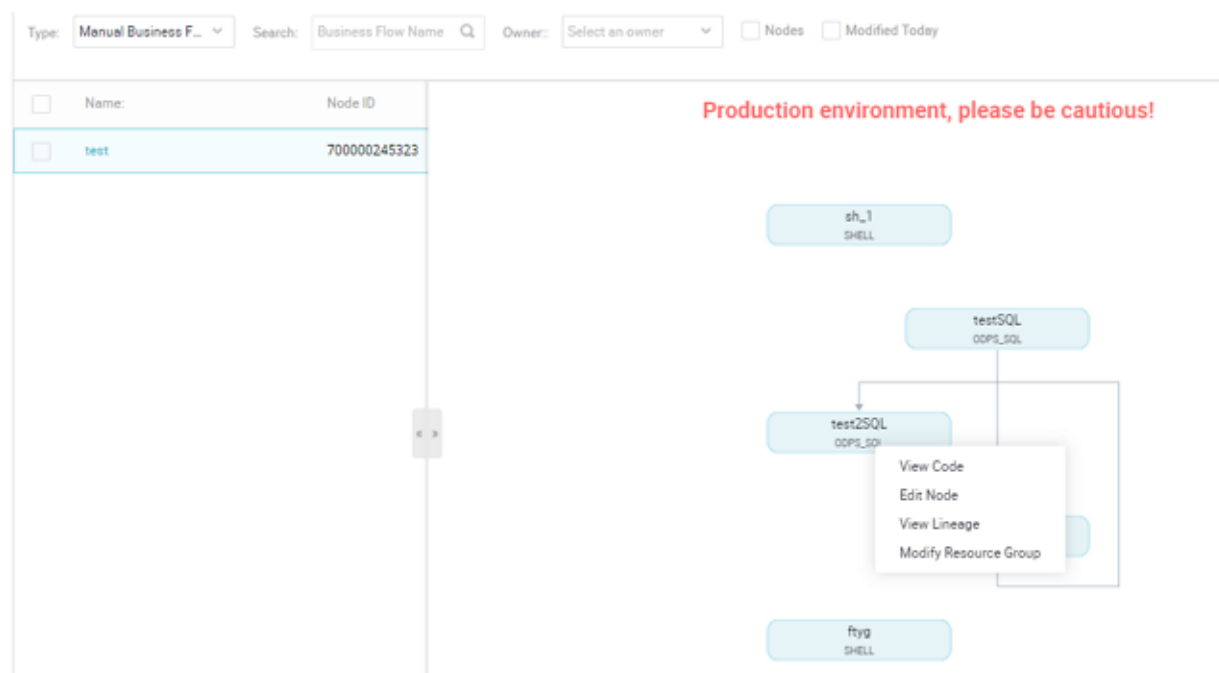 Type: Manual Business F... Search: Business Flow Name Owner:: Select an owner Nodes Modified Today
Name: Node ID
Production environment, please be cautious!
test 700000245323
sh_1
SHELL
testSQL
ODPS_SQL
test2SQL
ODPS_SQL
View Code
Edit Node
View Lineage
Modify Resource Group
ftyg
SHELL